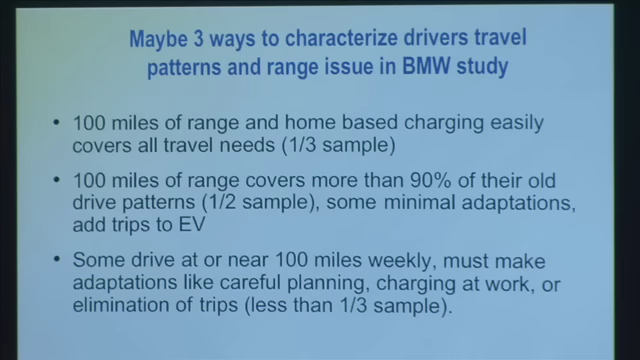 Maybe 3 ways to characterize drivers travel
patterns and range issue in BMW study
• 100 miles of range and home based charging easily
covers all travel needs (1/3 sample)
• 100 miles of range covers more than 90% of their old
drive patterns (1/2 sample), some minimal adaptations,
add trips to EV
• Some drive at or near 100 miles weekly, must make
adaptations like careful planning, charging at work, or
elimination of trips (less than 1/3 sample).